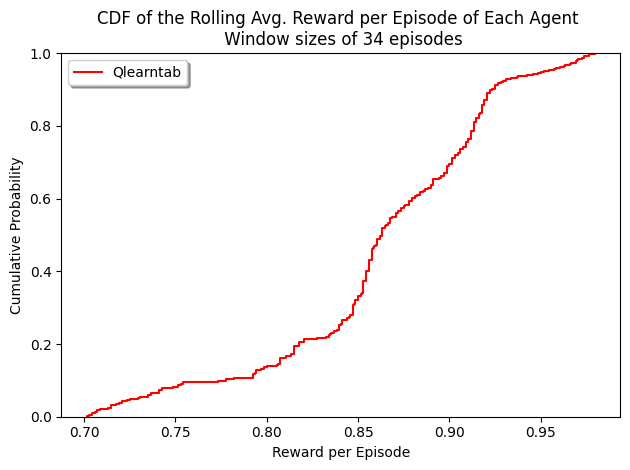 CDF of the Rolling Avg. Reward per Episode of Each Agent
Window sizes of 34 episodes
Qlearntab
1.0
0.8
0.6
0.4
0.2
0.0
Cumulative Probability
0.70 0.75 0.80 0.85 0.90 0.95
Reward per Episode